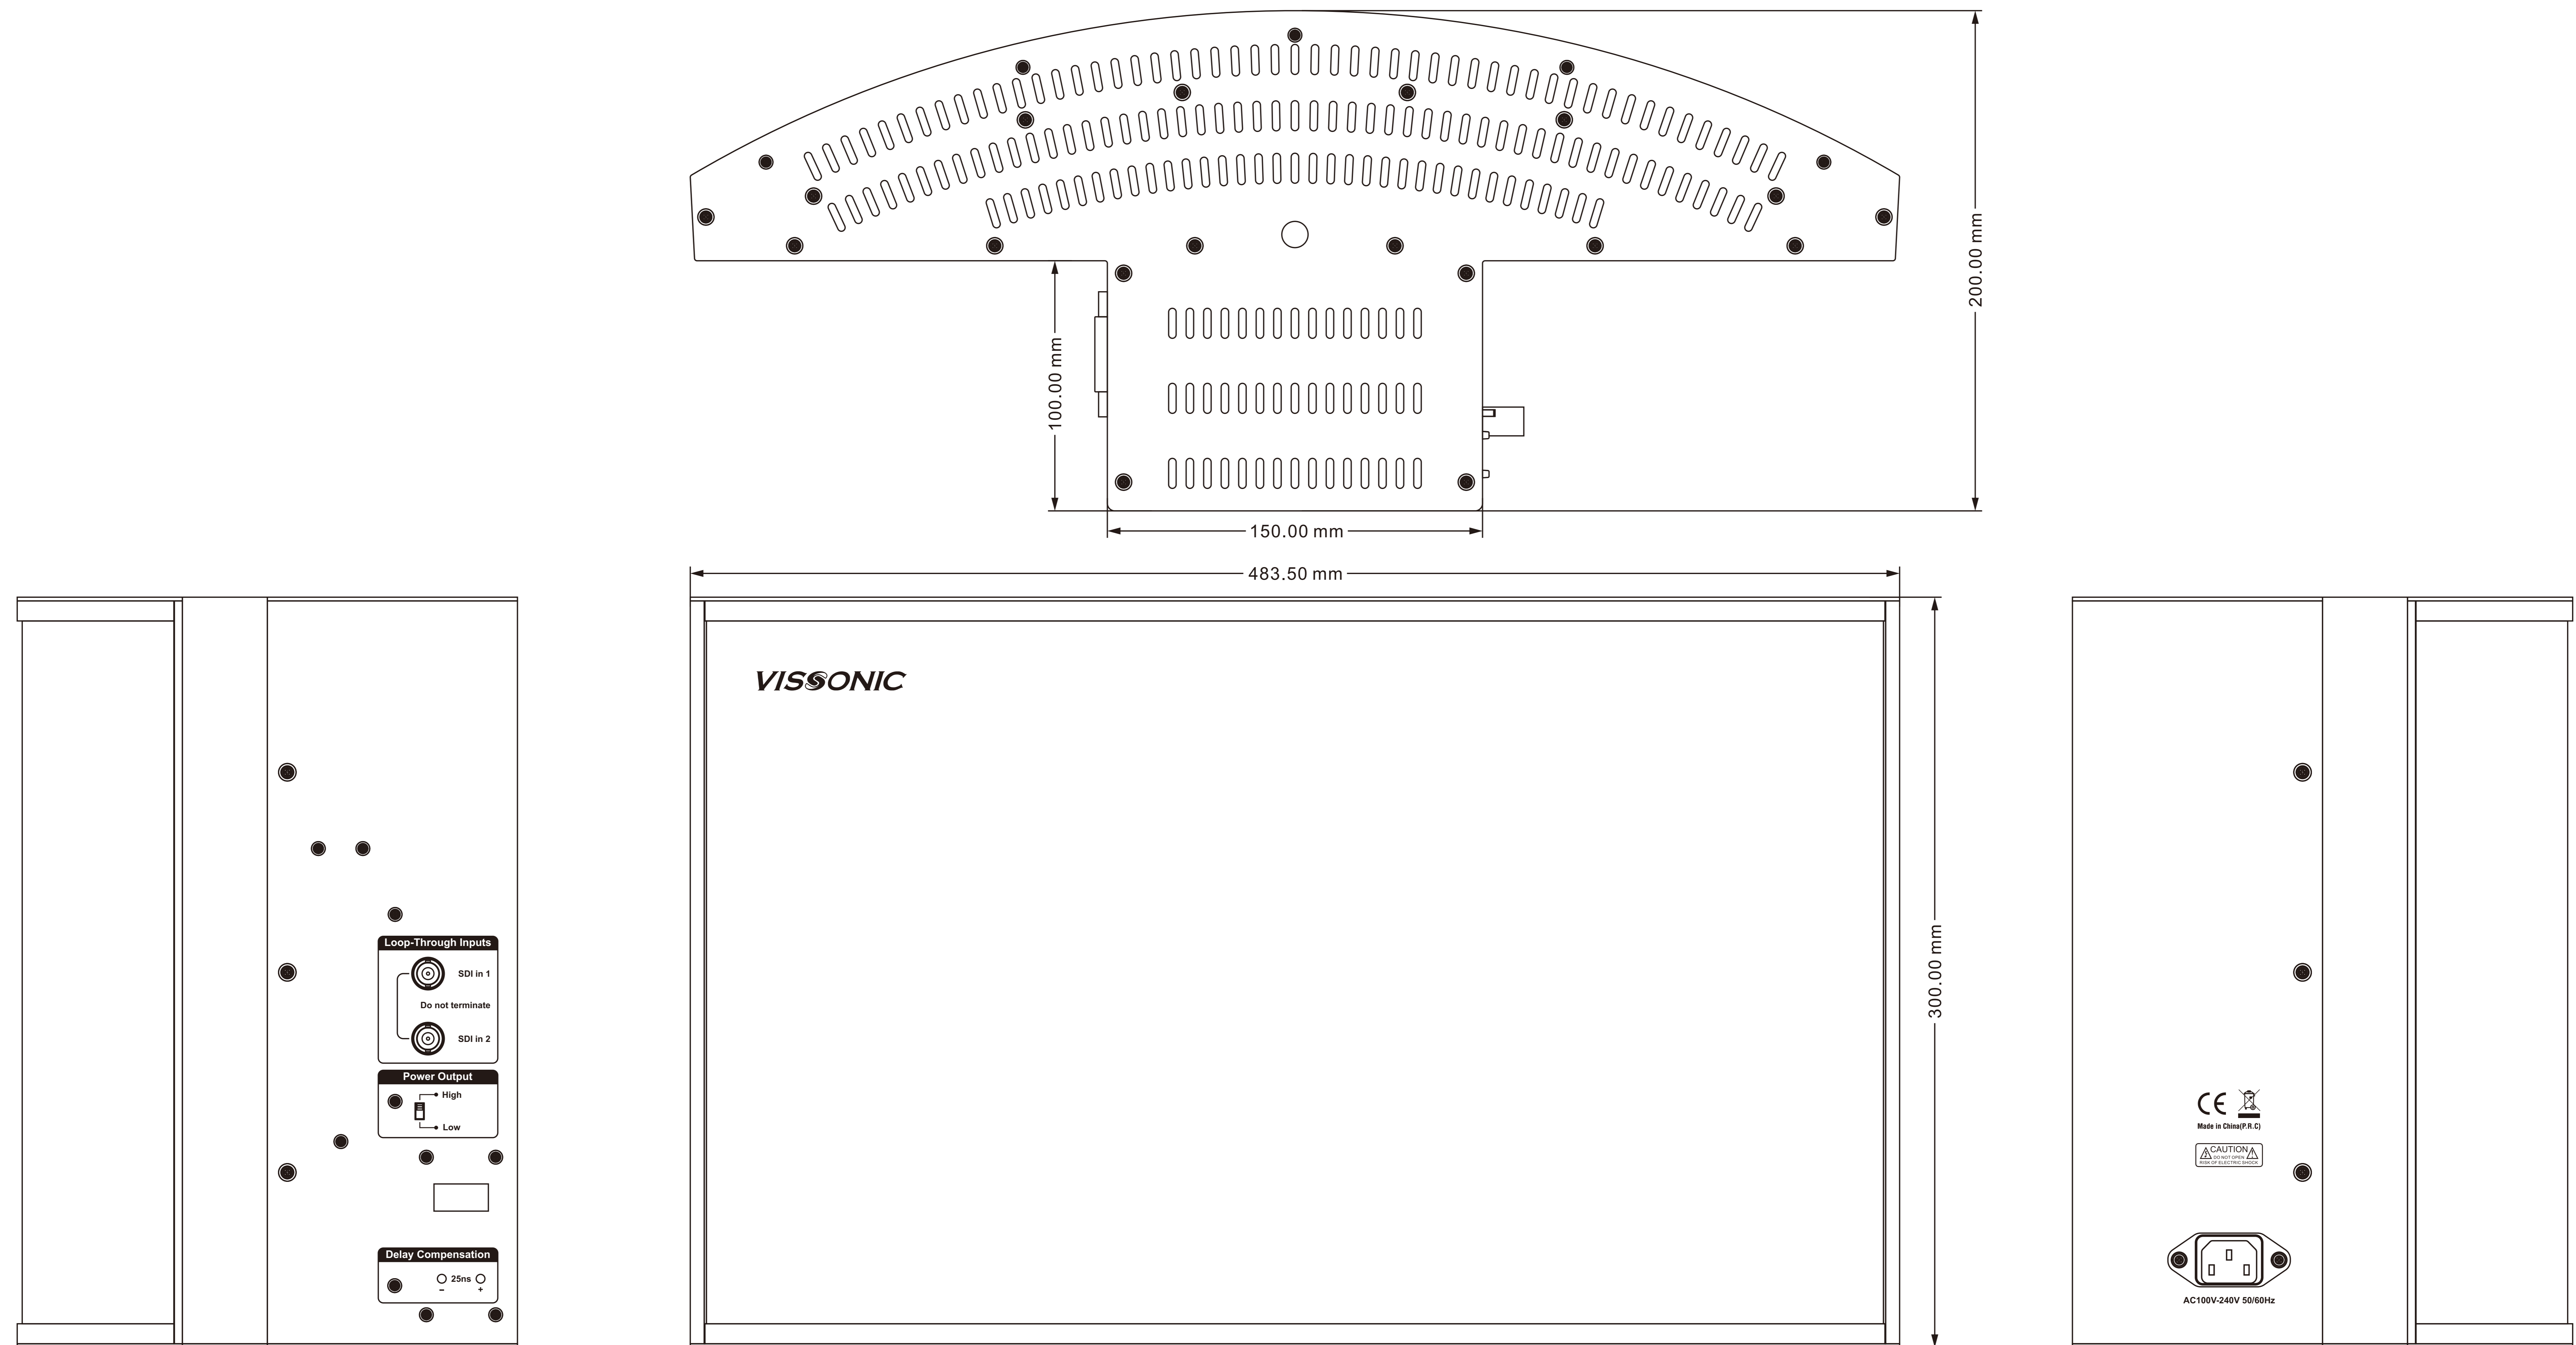 200.00 mm
100.00 mm
150.00 mm
483.50 mm
VISSONIC
300.00 mm
Loop-Through Inputs
SDI in 1
Do not terminate
SDI in 2
Power Output
High
Low
Delay Compensation
25ns
− +
CE
Made in China(P.R.C)
CAUTION
DO NOT OPEN
RISK OF ELECTRIC SHOCK
AC100V-240V 50/60Hz